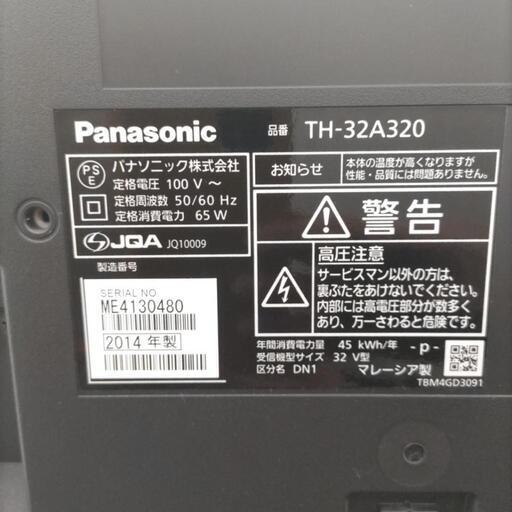 Panasonic
品番 TH-32A320
PS
E
パナソニック株式会社
定格電圧 100 V ～
定格周波数 50/60 Hz
定格消費電力 65 W
JQA JQ10009
製造番号
SERIAL NO.
ME4130480
2014 年製
お知らせ
本体の温度が高くなりますが
性能・品質には問題ありません。
警告
高圧注意
サービスマン以外の方は、
裏ぶたをあけないでください。
内部には高電圧部分が数多く
あり、万一さわると危険です。
年間消費電力量 45 kWh/年
受信機型サイズ 32 V型
区分名 DN1
-p-
マレーシア製
TBM4GD3091